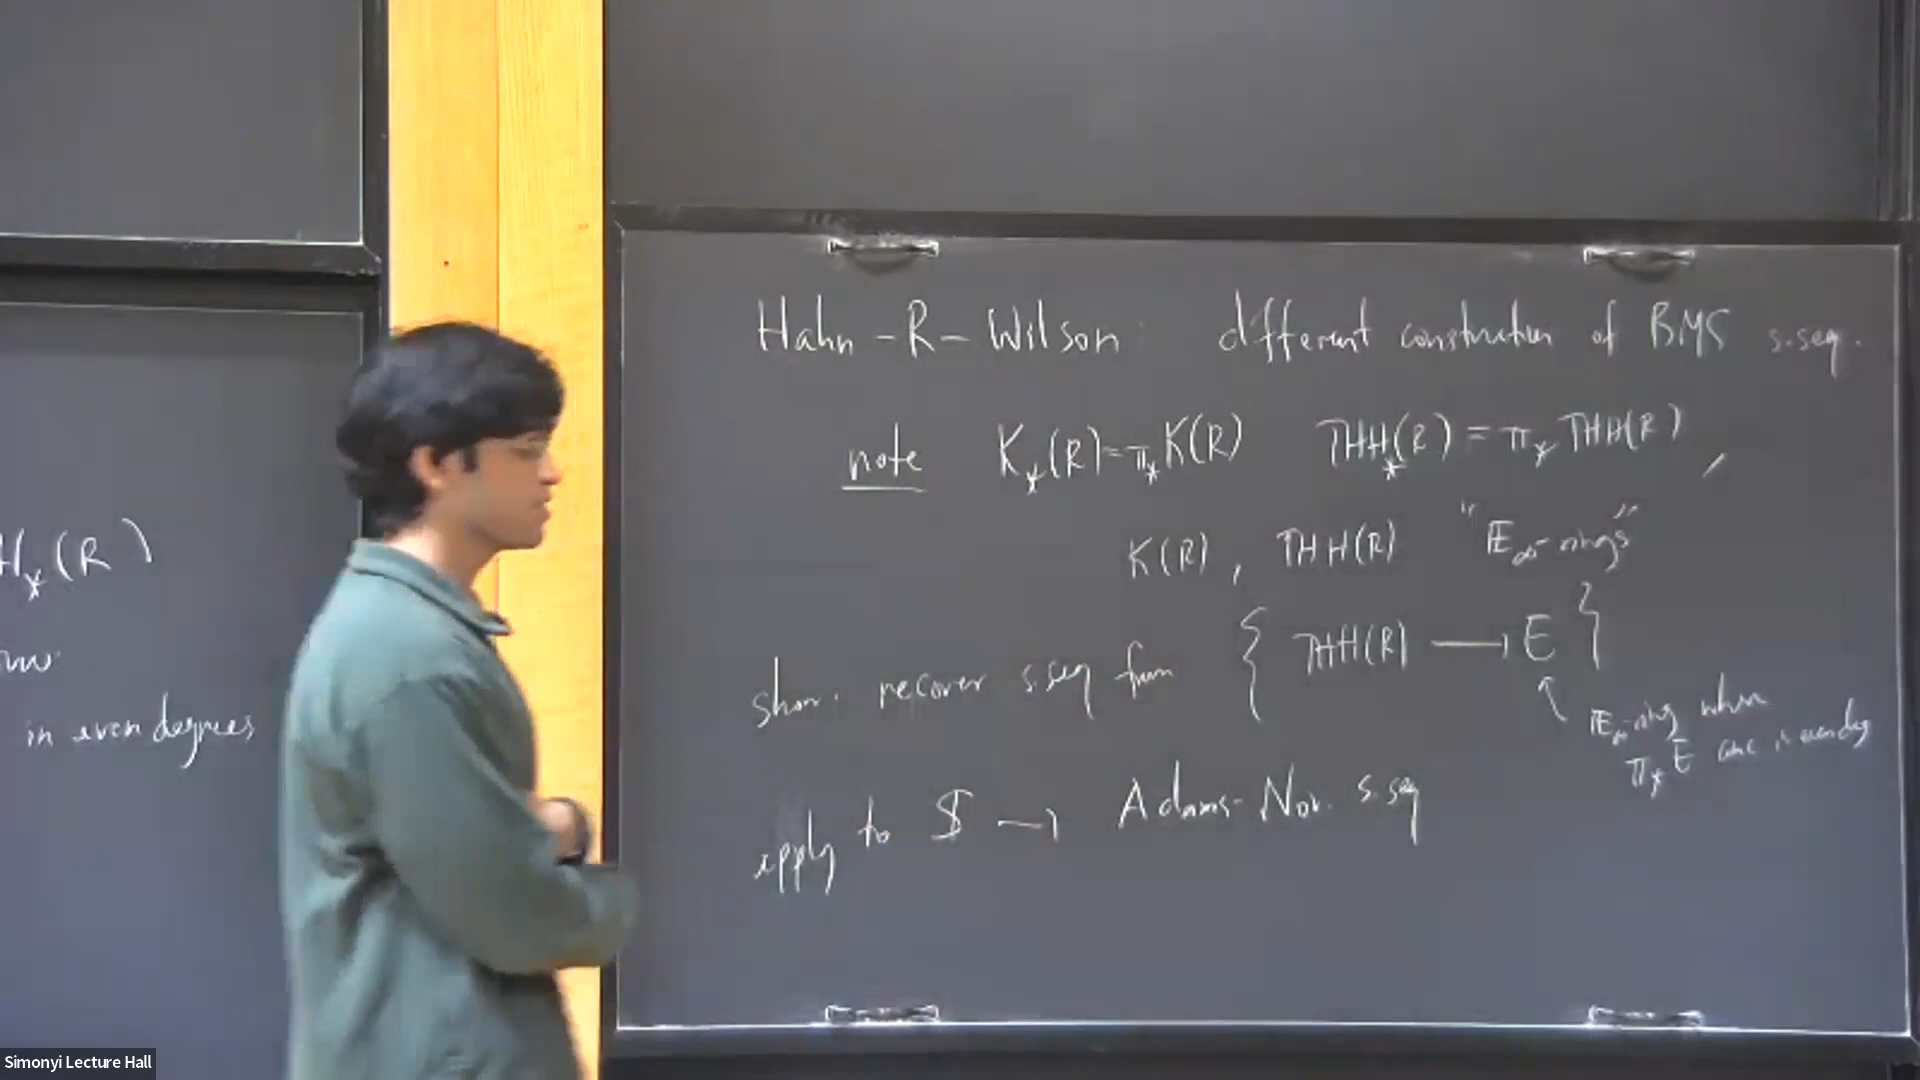 H_*(R)
in even degrees
Hahn-R-Wilson: different construction of BMS s.seq.
note K_*(R)=π_*K(R) THH_*(R) = π_*THH(R),
K(R), THH(R) "E_∞-rings"
show: recover s.seq from { THH(R) ⟶ E }
↑ E_∞-ring when
π_*E conc in even deg
apply to $ ⟶ Adams-Nov. s.seq
Simonyi Lecture Hall